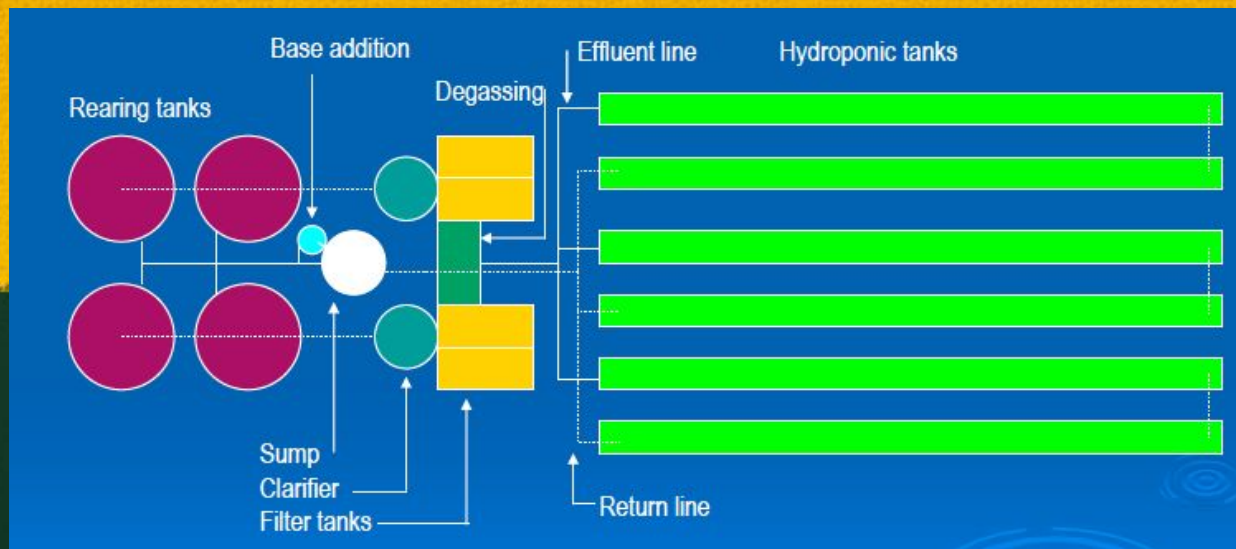 Base addition
Effluent line
Hydroponic tanks
Degassing
Rearing tanks
Sump
Clarifier
Filter tanks
Return line